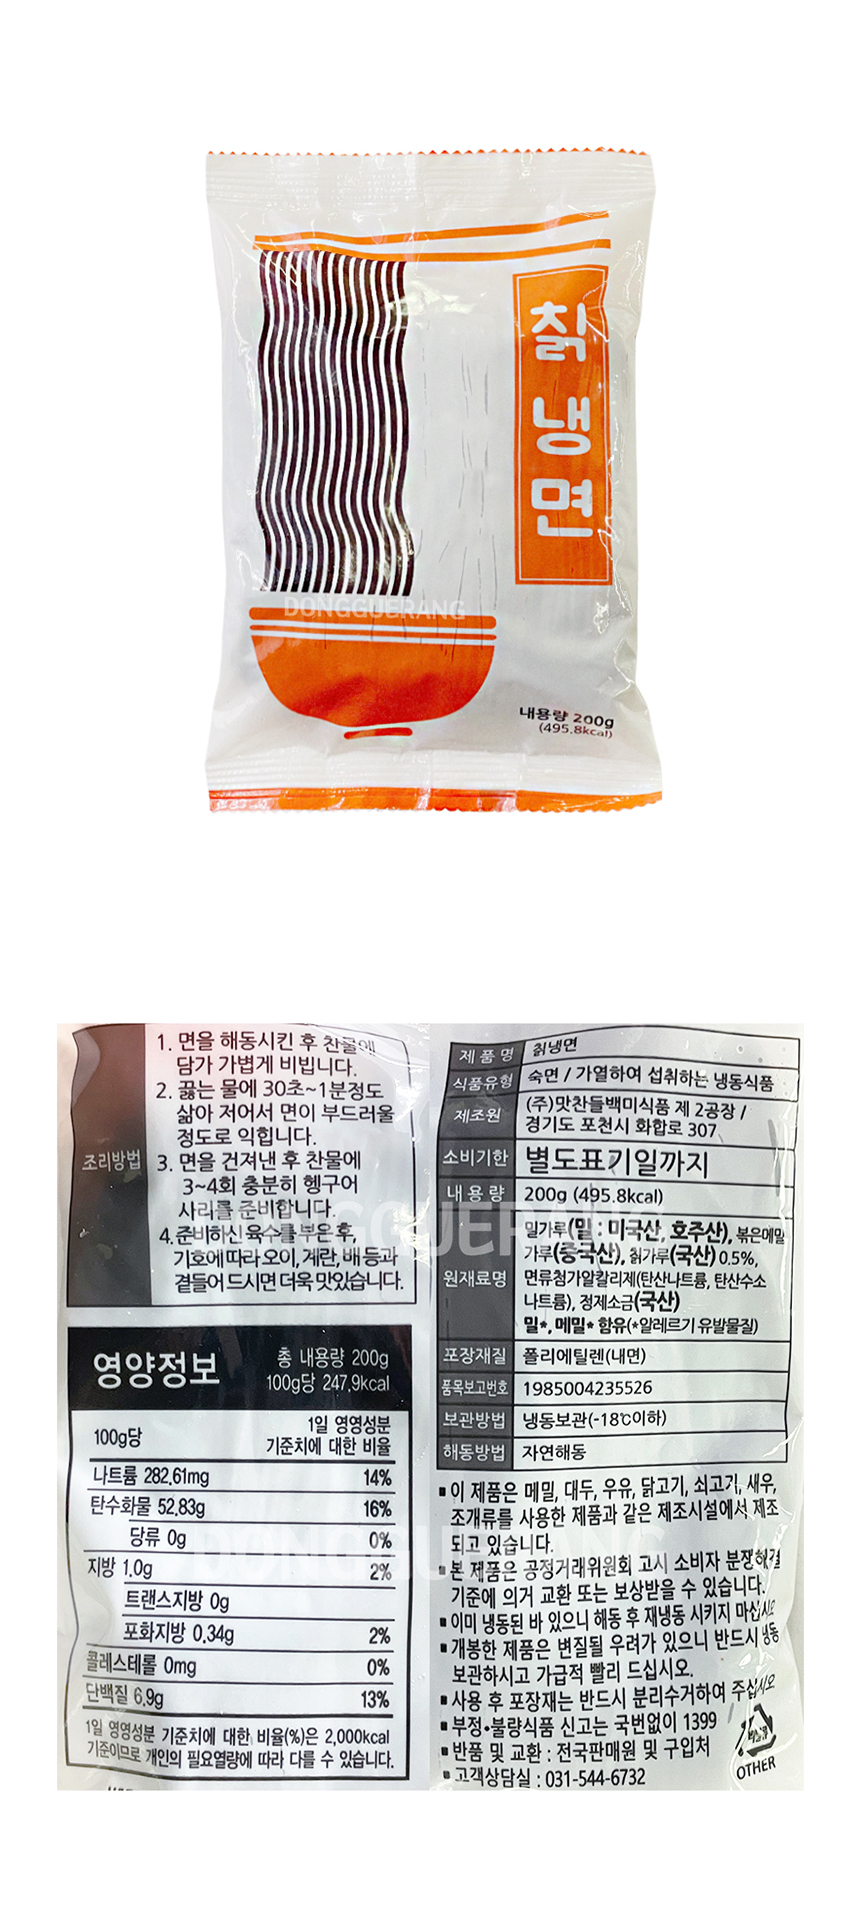 칡
냉
면
DONGGUERANG
내용량 200g
(495.8kcal)
조리방법
1. 면을 해동시킨 후 찬물에
담가 가볍게 비빕니다.
2. 끓는 물에 30초~1분정도
삶아 저어서 면이 부드러울
정도로 익힙니다.
3. 면을 건져낸 후 찬물에
3~4회 충분히 헹구어
사리를 준비합니다.
4. 준비하신 육수를 부은 후,
기호에 따라 오이, 계란, 배 등과
곁들어 드시면 더욱 맛있습니다.
영양정보
총 내용량 200g
100g당 247.9kcal
100g당
1일 영영성분
기준치에 대한 비율
나트륨 282.61mg 14%
탄수화물 52.83g 16%
당류 0g 0%
지방 1.0g 2%
트랜스지방 0g
포화지방 0.34g 2%
콜레스테롤 0mg 0%
단백질 6.9g 13%
1일 영영성분 기준치에 대한 비율(%)은 2,000kcal
기준이므로 개인의 필요열량에 따라 다를 수 있습니다.
제 품 명 칡냉면
식품유형 숙면 / 가열하여 섭취하는 냉동식품
제조원 (주)맛찬들백미식품 제 2공장 /
경기도 포천시 화합로 307
소비기한 별도표기일까지
내 용 량 200g (495.8kcal)
원재료명 밀가루(밀 : 미국산, 호주산), 볶은메밀
가루(중국산), 칡가루(국산) 0.5%,
면류첨가알칼리제(탄산나트륨, 탄산수소
나트륨), 정제소금(국산)
밀*, 메밀* 함유(*알레르기 유발물질)
포장재질 폴리에틸렌(내면)
품목보고번호 1985004235526
보관방법 냉동보관(-18℃이하)
해동방법 자연해동
DONGGUERANG
■ 이 제품은 메밀, 대두, 우유, 닭고기, 쇠고기, 새우,
조개류를 사용한 제품과 같은 제조시설에서 제조
되고 있습니다.
■ 본 제품은 공정거래위원회 고시 소비자 분쟁해결
기준에 의거 교환 또는 보상받을 수 있습니다.
■ 이미 냉동된 바 있으니 해동 후 재냉동 시키지 마십시오
■ 개봉한 제품은 변질될 우려가 있으니 반드시 냉동
보관하시고 가급적 빨리 드십시오.
■ 사용 후 포장재는 반드시 분리수거하여 주십시오
■ 부정•불량식품 신고는 국번없이 1399
■ 반품 및 교환 : 전국판매원 및 구입처
■ 고객상담실 : 031-544-6732
OTHER
DONGGUERANG